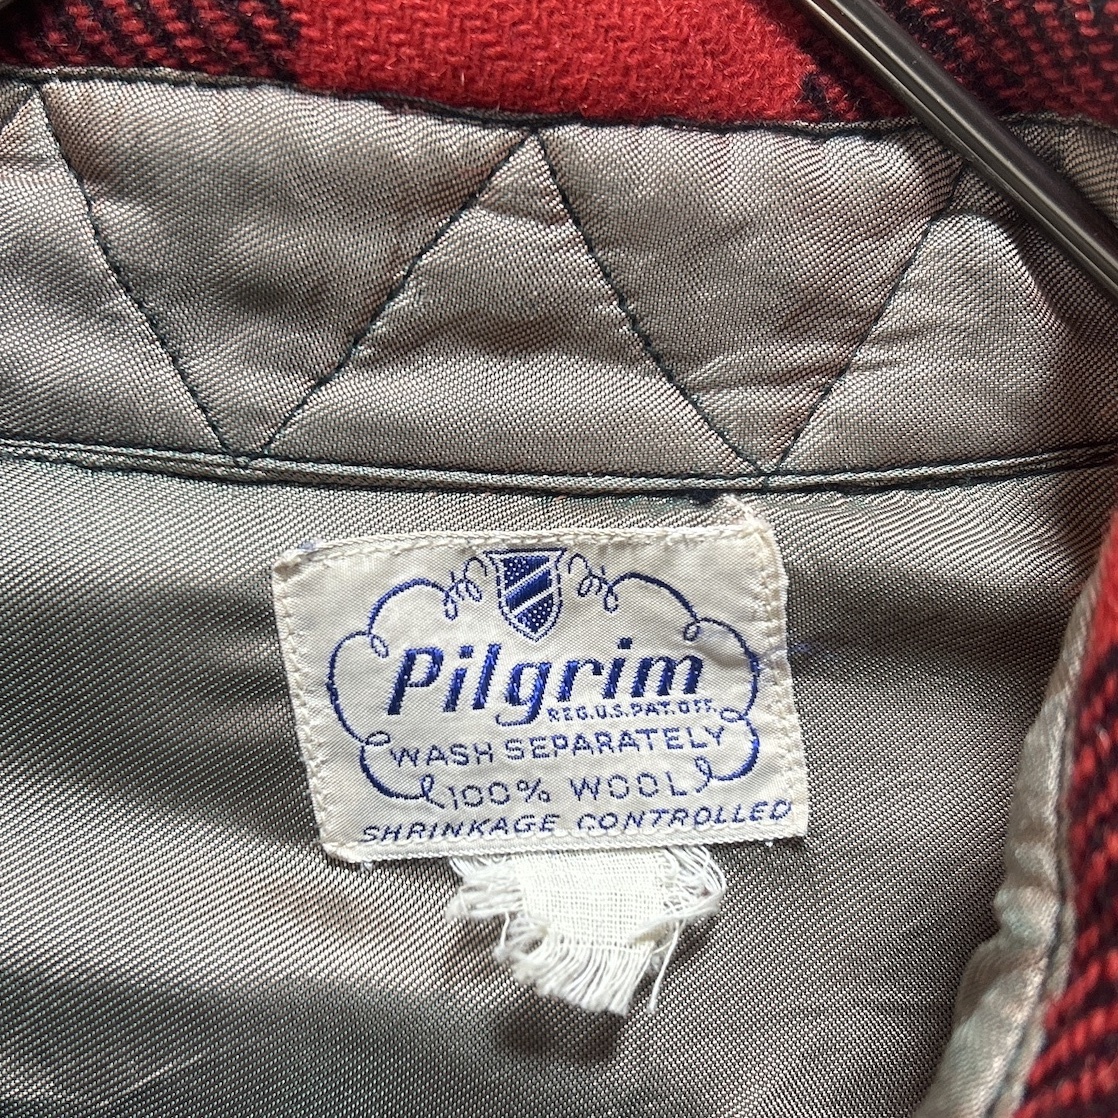 Pilgrim
REG.U.S.PAT.OFF.
WASH SEPARATELY
100% WOOL
SHRINKAGE CONTROLLED